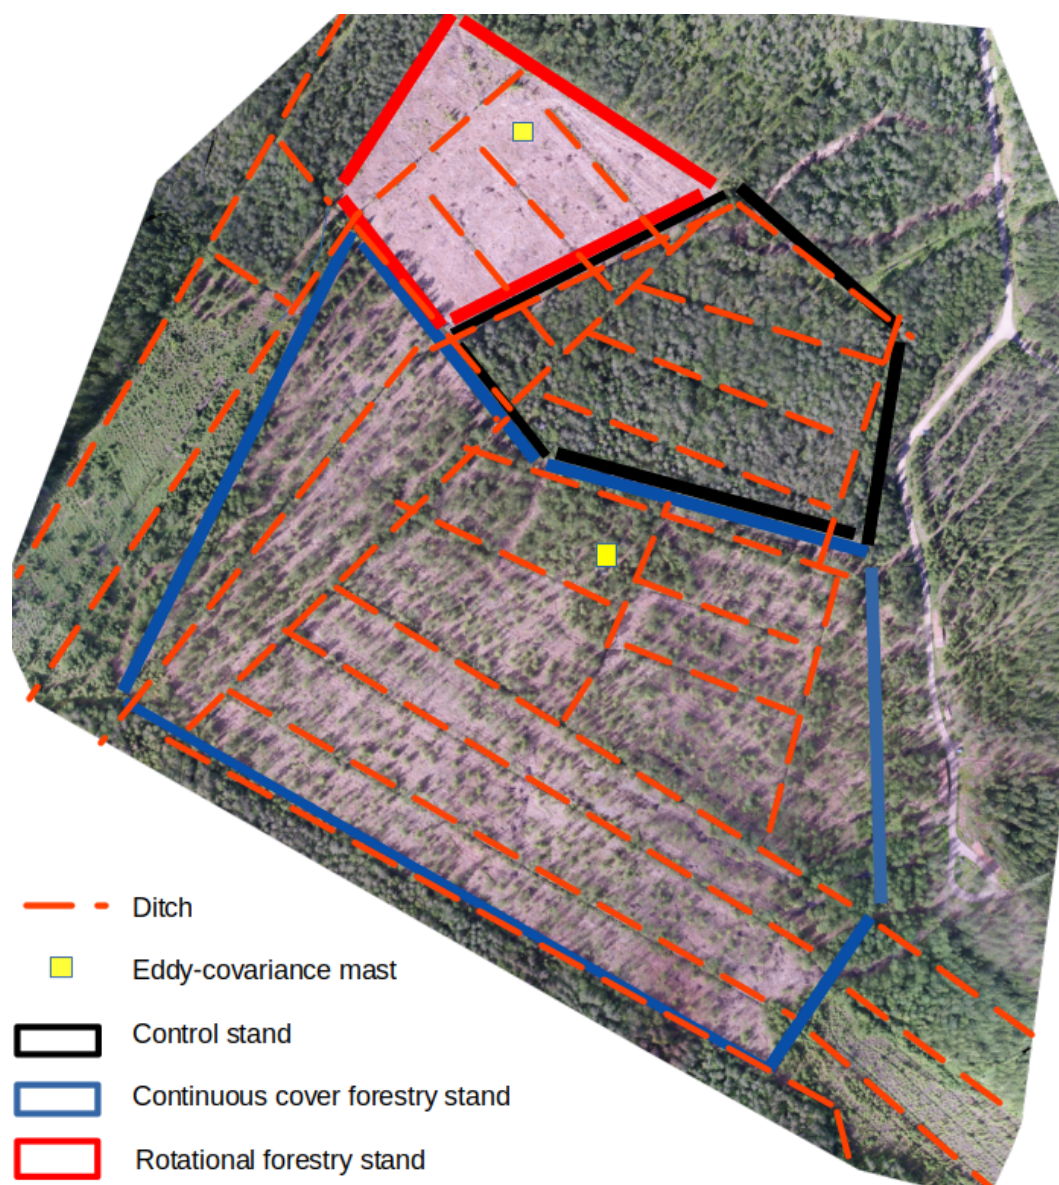 Ditch
Eddy-covariance mast
Control stand
Continuous cover forestry stand
Rotational forestry stand